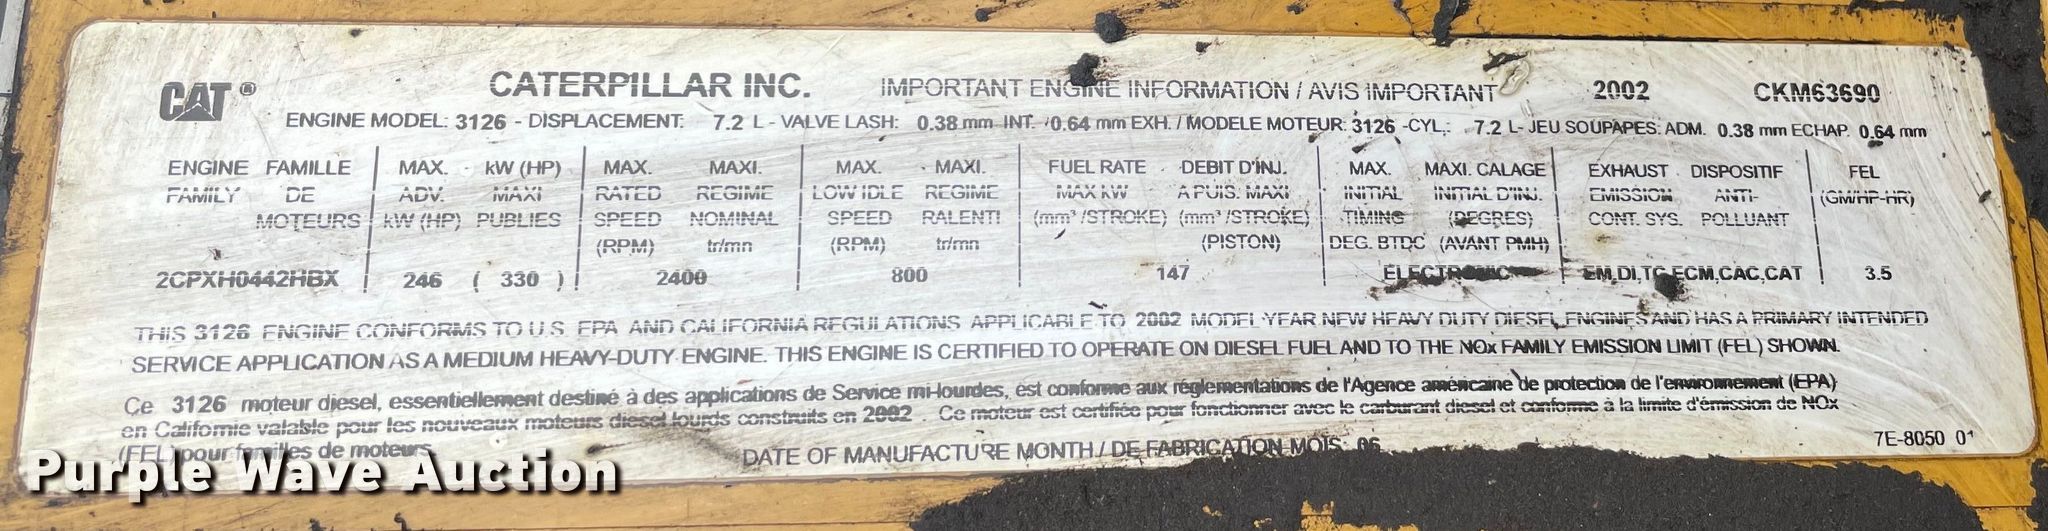 CAT® CATERPILLAR INC. IMPORTANT ENGINE INFORMATION / AVIS IMPORTANT 2002 CKM63690
ENGINE MODEL: 3126 - DISPLACEMENT: 7.2 L - VALVE LASH: 0.38 mm INT. 0.64 mm EXH. / MODELE MOTEUR: 3126 -CYL,: 7.2 L- JEU SOUPAPES: ADM. 0.38 mm ECHAP. 0.64 mm
ENGINE FAMILLE MAX. kW (HP) MAX. MAXI. MAX. MAXI. FUEL RATE DEBIT D'INJ. MAX. MAXI. CALAGE EXHAUST DISPOSITIF FEL
FAMILY DE ADV. MAXI RATED REGIME LOW IDLE REGIME MAX kW A PUIS. MAXI INITIAL INITIAL D'INJ. EMISSION ANTI- (GM/HP-HR)
MOTEURS kW (HP) PUBLIES SPEED NOMINAL SPEED RALENTI (mm³ /STROKE) (mm³ /STROKE) TIMING (DEGRES) CONT. SYS. POLLUANT
(RPM) tr/mn (RPM) tr/mn (PISTON) DEG. BTDC (AVANT PMH)
2CPXH0442HBX 246 ( 330 ) 2400 800 147 ELECTRONIC EM,DI,TC,ECM,CAC,CAT 3.5
THIS 3126 ENGINE CONFORMS TO U.S. EPA AND CALIFORNIA REGULATIONS APPLICABLE TO 2002 MODEL YEAR NEW HEAVY DUTY DIESEL ENGINES AND HAS A PRIMARY INTENDED
SERVICE APPLICATION AS A MEDIUM HEAVY-DUTY ENGINE. THIS ENGINE IS CERTIFIED TO OPERATE ON DIESEL FUEL AND TO THE NOx FAMILY EMISSION LIMIT (FEL) SHOWN.
Ce 3126 moteur diesel, essentiellement destiné à des applications de Service mi-lourdes, est conforme aux réglementations de l'Agence américaine de protection de l'environnement (EPA)
en Californie valable pour les nouveaux moteurs diesel lourds construits en 2002 . Ce moteur est certifiée pour fonctionner avec le carburant diesel et conforme à la limite d'émission de NOx
(FEL) pour familles de moteurs.
DATE OF MANUFACTURE MONTH / DE FABRICATION MOIS: 06
7E-8050 01
Purple Wave Auction